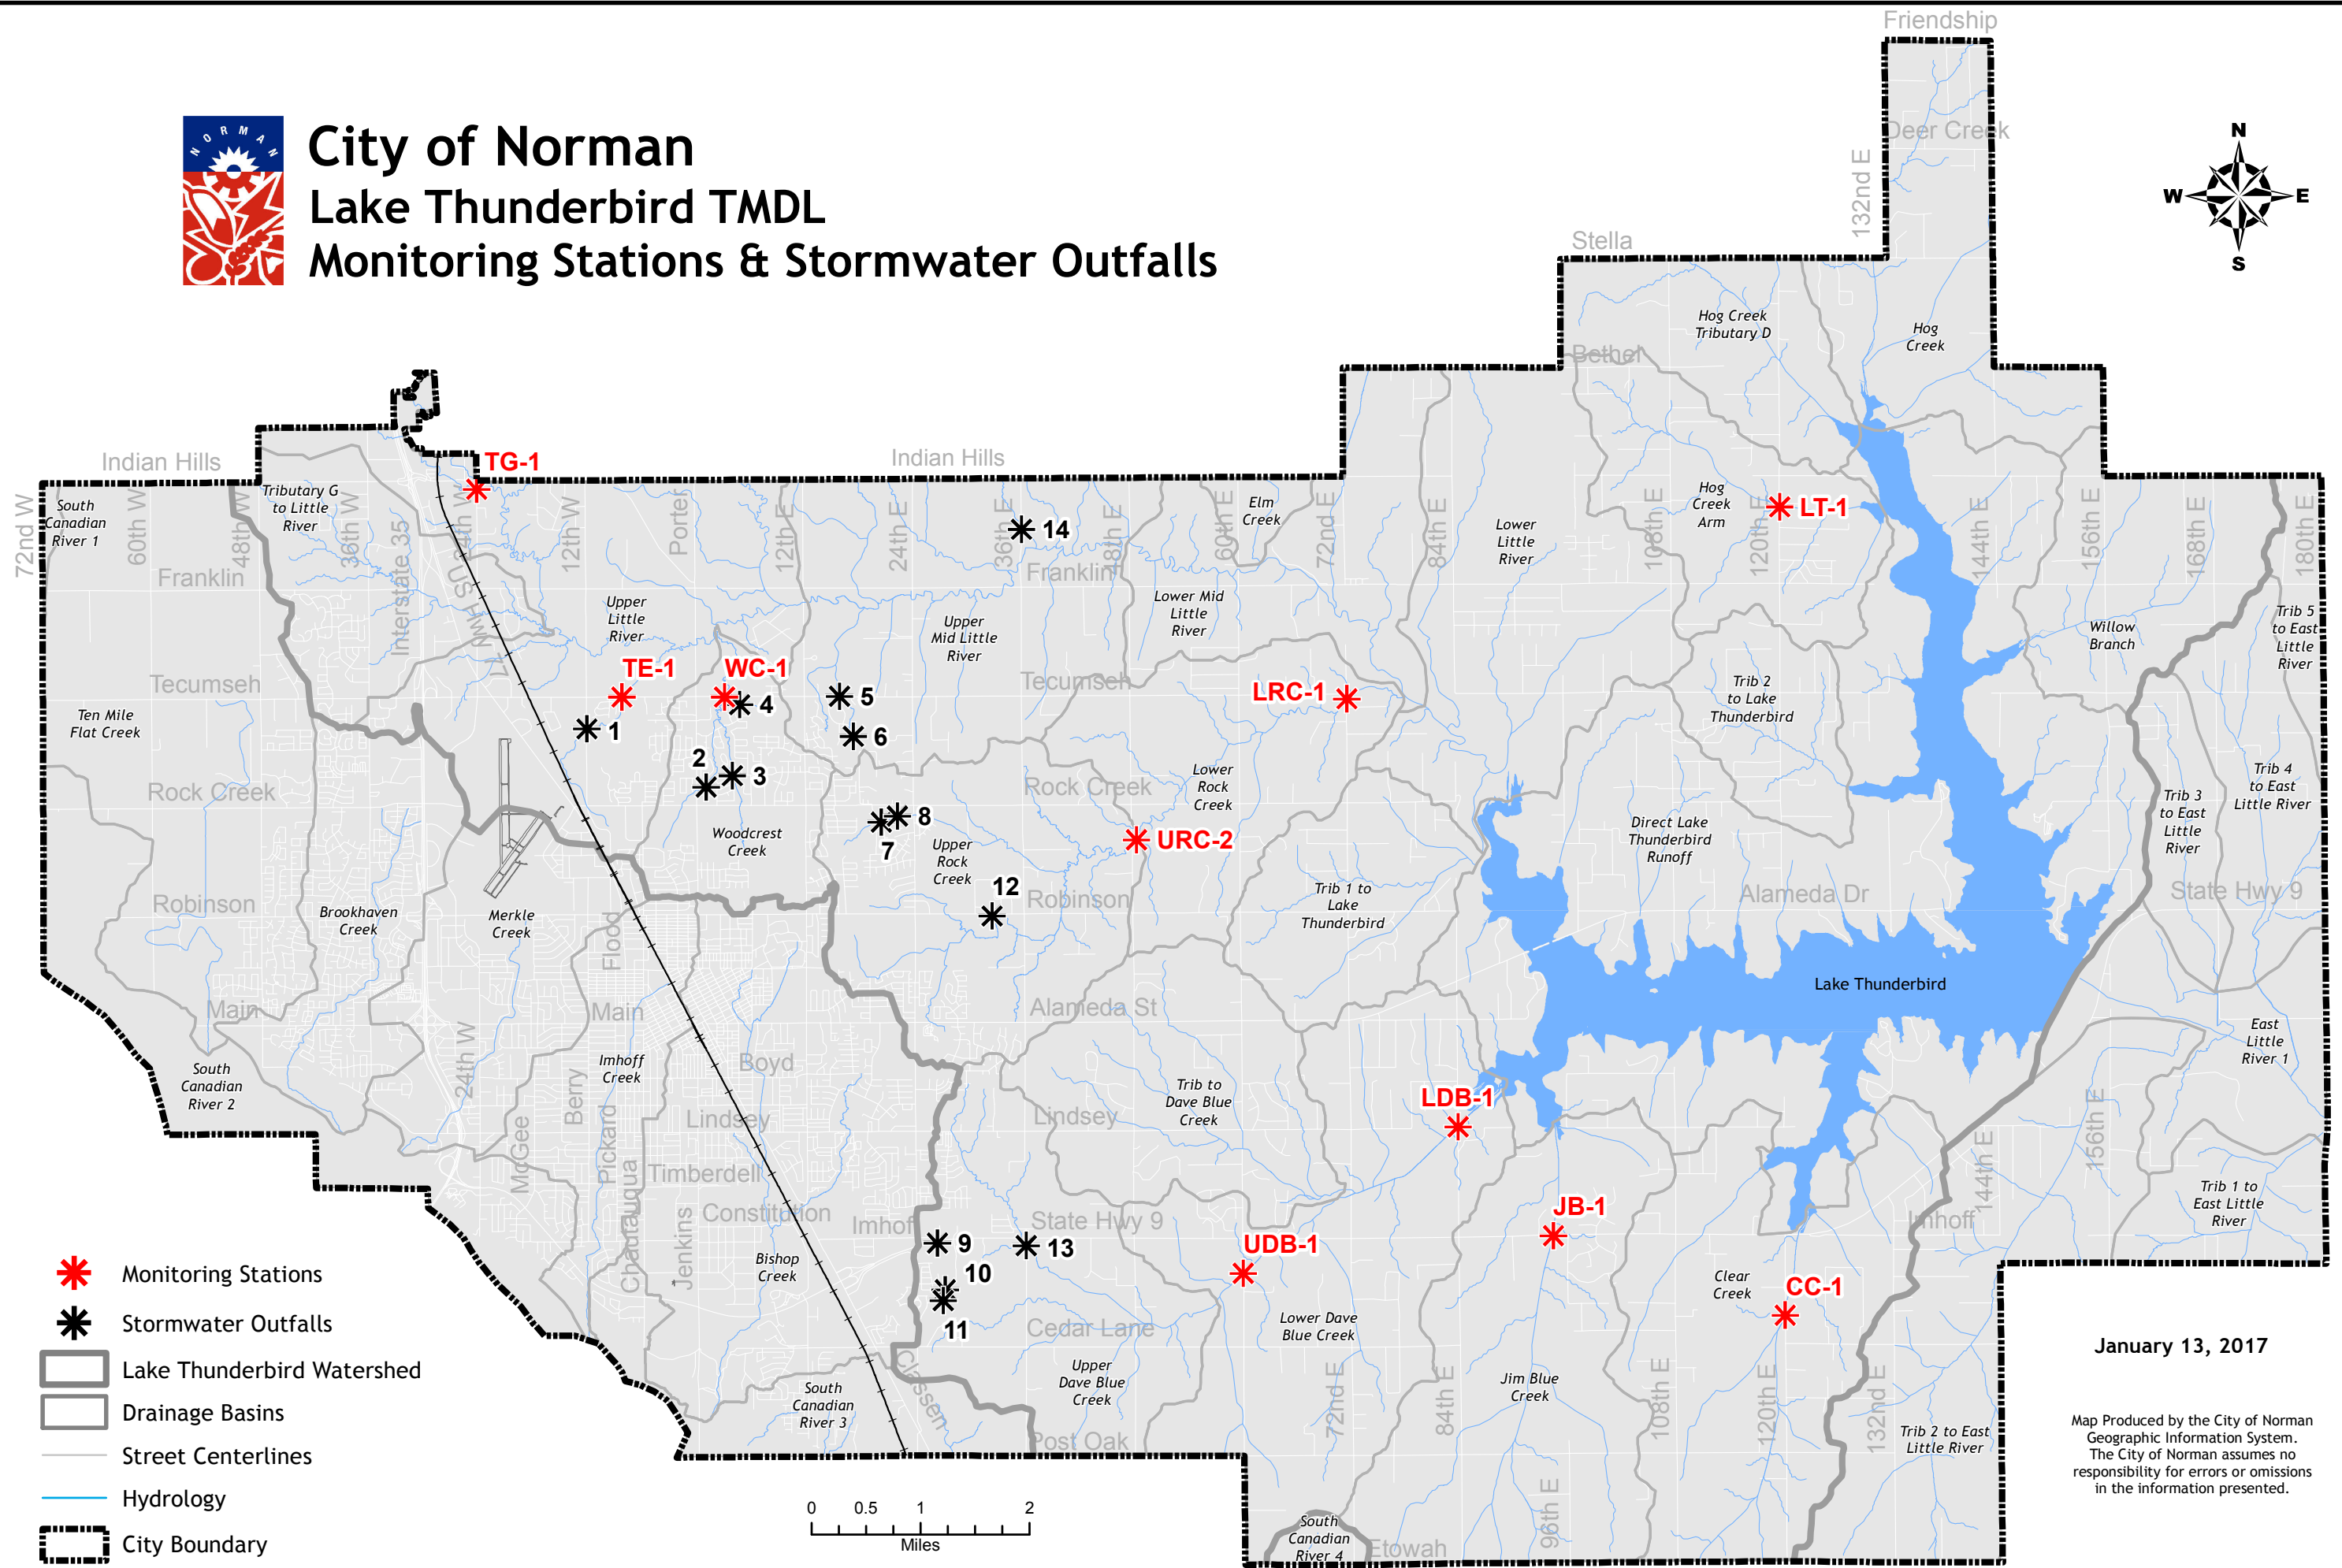 Friendship
Deer Creek
132nd E
N
W
E
S
NORMAN
City of Norman
Lake Thunderbird TMDL
Monitoring Stations & Stormwater Outfalls
Stella
Hog Creek
Tributary D
Hog
Creek
Bethel
Indian Hills
TG-1
Indian Hills
72nd W
South
Canadian
River 1
60th W
48th W
Tributary G
to Little
River
36th W
Interstate 35
24th W
US Hwy 77
12th W
Porter
12th E
24th E
36th E
14
48th E
60th E
Elm
Creek
72nd E
84th E
Lower
Little
River
108th E
Hog
Creek
Arm
120th E
LT-1
144th E
156th E
168th E
180th E
Franklin
Franklin
Upper
Little
River
Upper
Mid Little
River
Lower Mid
Little
River
Willow
Branch
Trib 5
to East
Little
River
Tecumseh
TE-1
WC-1
4
5
Tecumseh
LRC-1
Trib 2
to Lake
Thunderbird
Ten Mile
Flat Creek
1
6
2
3
Rock Creek
Rock Creek
Lower
Rock
Creek
Trib 4
to East
Little River
Trib 3
to East
Little
River
8
7
Woodcrest
Creek
Upper
Rock
Creek
URC-2
Direct Lake
Thunderbird
Runoff
12
Robinson
Robinson
Trib 1 to
Lake
Thunderbird
Alameda Dr
State Hwy 9
Brookhaven
Creek
Merkle
Creek
Flood
Lake Thunderbird
Main
Main
Alameda St
South
Canadian
River 2
24th W
Imhoff
Creek
Boyd
East
Little
River 1
Berry
Pickard
McGee
Lindsey
Trib to
Dave Blue
Creek
Lindsey
LDB-1
156th E
144th E
Timberdell
Chautauqua
Jenkins
Constitution
Imhoff
State Hwy 9
JB-1
Imhoff
Trib 1 to
East Little
River
9
13
UDB-1
Bishop
Creek
10
11
Clear
Creek
CC-1
Cedar Lane
Lower Dave
Blue Creek
Classen
Upper
Dave Blue
Creek
72nd E
84th E
Jim Blue
Creek
108th E
120th E
132nd E
South
Canadian
River 3
Post Oak
Trib 2 to East
Little River
96th E
South
Canadian
River 4
Etowah
Monitoring Stations
Stormwater Outfalls
Lake Thunderbird Watershed
Drainage Basins
Street Centerlines
Hydrology
City Boundary
0 0.5 1 2
Miles
January 13, 2017
Map Produced by the City of Norman
Geographic Information System.
The City of Norman assumes no
responsibility for errors or omissions
in the information presented.